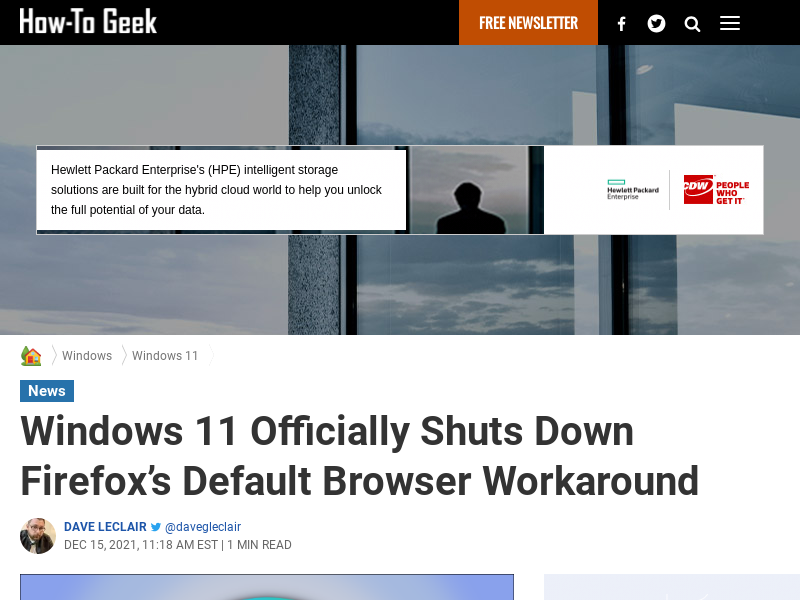 How-To Geek
FREE NEWSLETTER
Hewlett Packard Enterprise's (HPE) intelligent storage
solutions are built for the hybrid cloud world to help you unlock
the full potential of your data.
Hewlett Packard
Enterprise
CDW
PEOPLE
WHO
GET IT
Windows
Windows 11
News
Windows 11 Officially Shuts Down
Firefox’s Default Browser Workaround
DAVE LECLAIR @davegleclair
DEC 15, 2021, 11:18 AM EST | 1 MIN READ